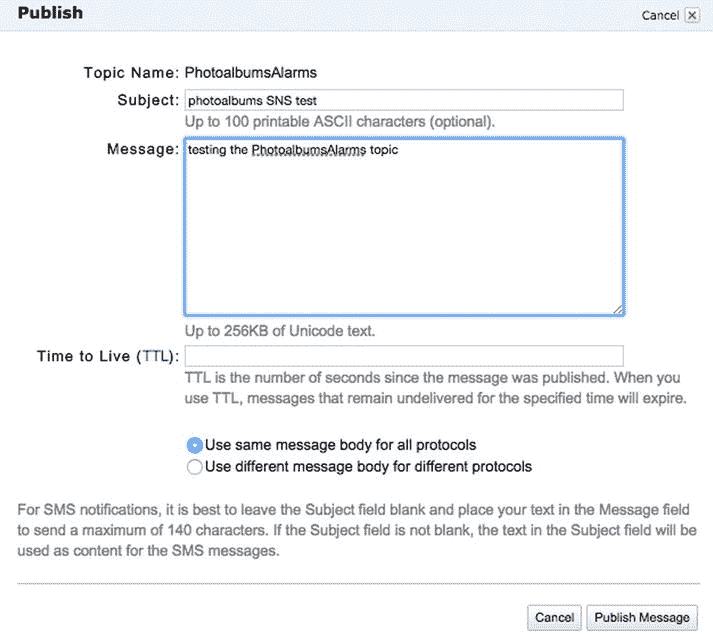 Publish
Cancel
Topic Name: PhotoalbumsAlarms
Subject: photoalbums SNS test
Up to 100 printable ASCII characters (optional).
Message: testing the PhotoalbumsAlarms topic
Up to 256KB of Unicode text.
Time to Live (TTL):
TTL is the number of seconds since the message was published. When you
use TTL, messages that remain undelivered for the specified time will expire.
Use same message body for all protocols
Use different message body for different protocols
For SMS notifications, it is best to leave the Subject field blank and place your text in the Message field
to send a maximum of 140 characters. If the Subject field is not blank, the text in the Subject field will be
used as content for the SMS messages.
Cancel Publish Message